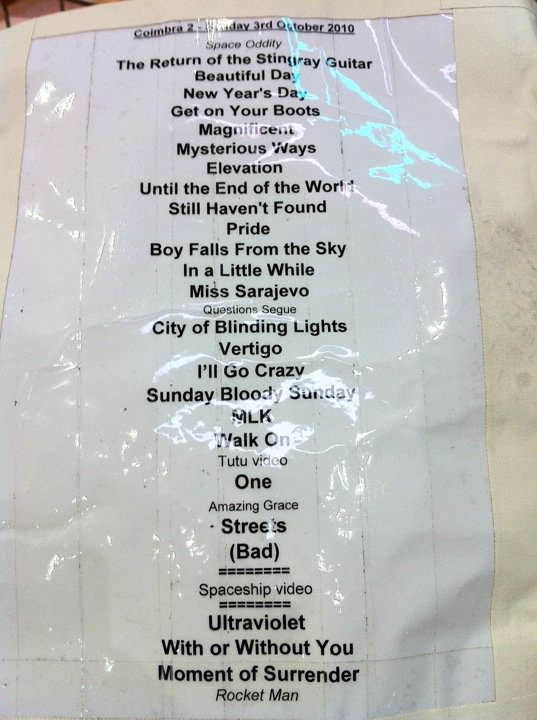 Coimbra 2 - 3rd October 2010
Space Oddity
The Return of the Stingray Guitar
Beautiful Day
New Year's Day
Get on Your Boots
Magnificent
Mysterious Ways
Elevation
Until the End of the World
Still Haven't Found
Pride
Boy Falls From the Sky
In a Little While
Miss Sarajevo
Questions Segue
City of Blinding Lights
Vertigo
I'll Go Crazy
Sunday Bloody Sunday
MLK
Walk On
Tutu video
One
Amazing Grace
- Streets
(Bad)
========
Spaceship video
========
Ultraviolet
With or Without You
Moment of Surrender
Rocket Man